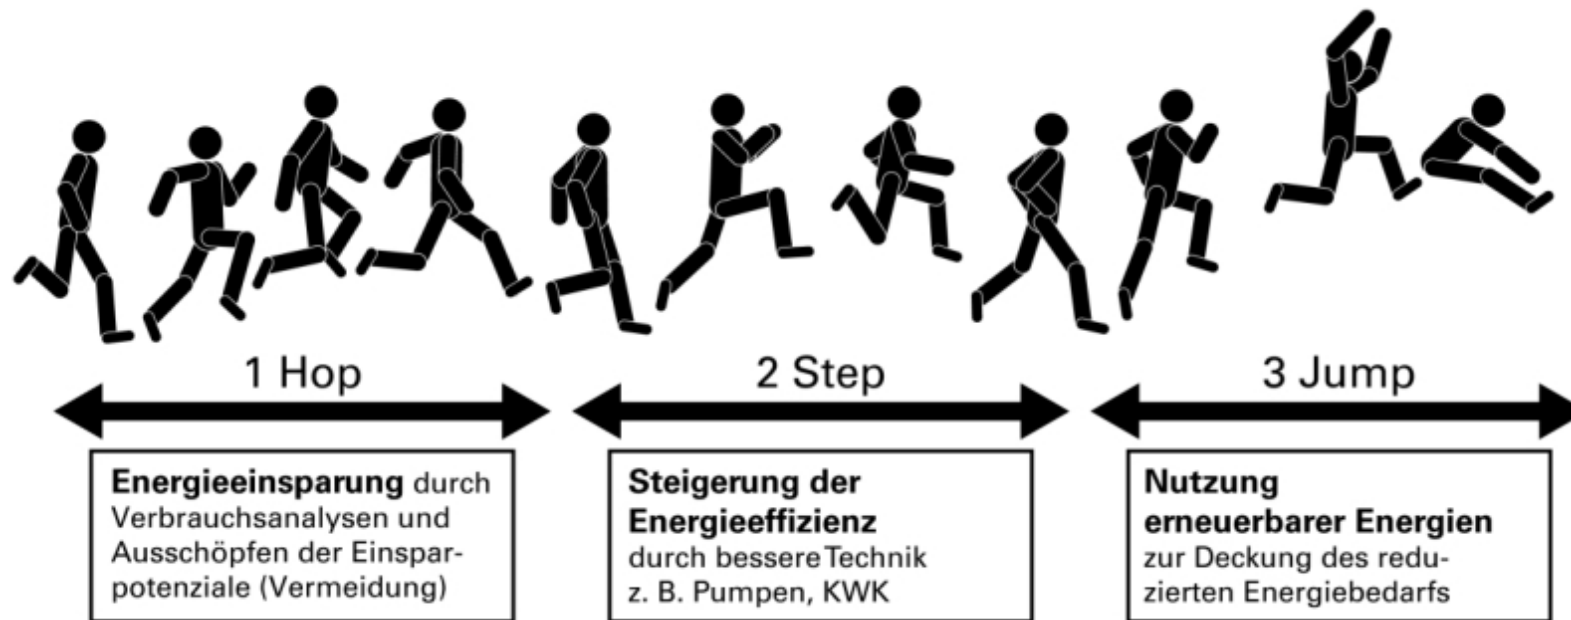 1 Hop
Energieeinsparung durch
Verbrauchsanalysen und
Ausschöpfen der Einspar-
potenziale (Vermeidung)
2 Step
Steigerung der
Energieeffizienz
durch bessere Technik
z. B. Pumpen, KWK
3 Jump
Nutzung
erneuerbarer Energien
zur Deckung des redu-
zierten Energiebedarfs